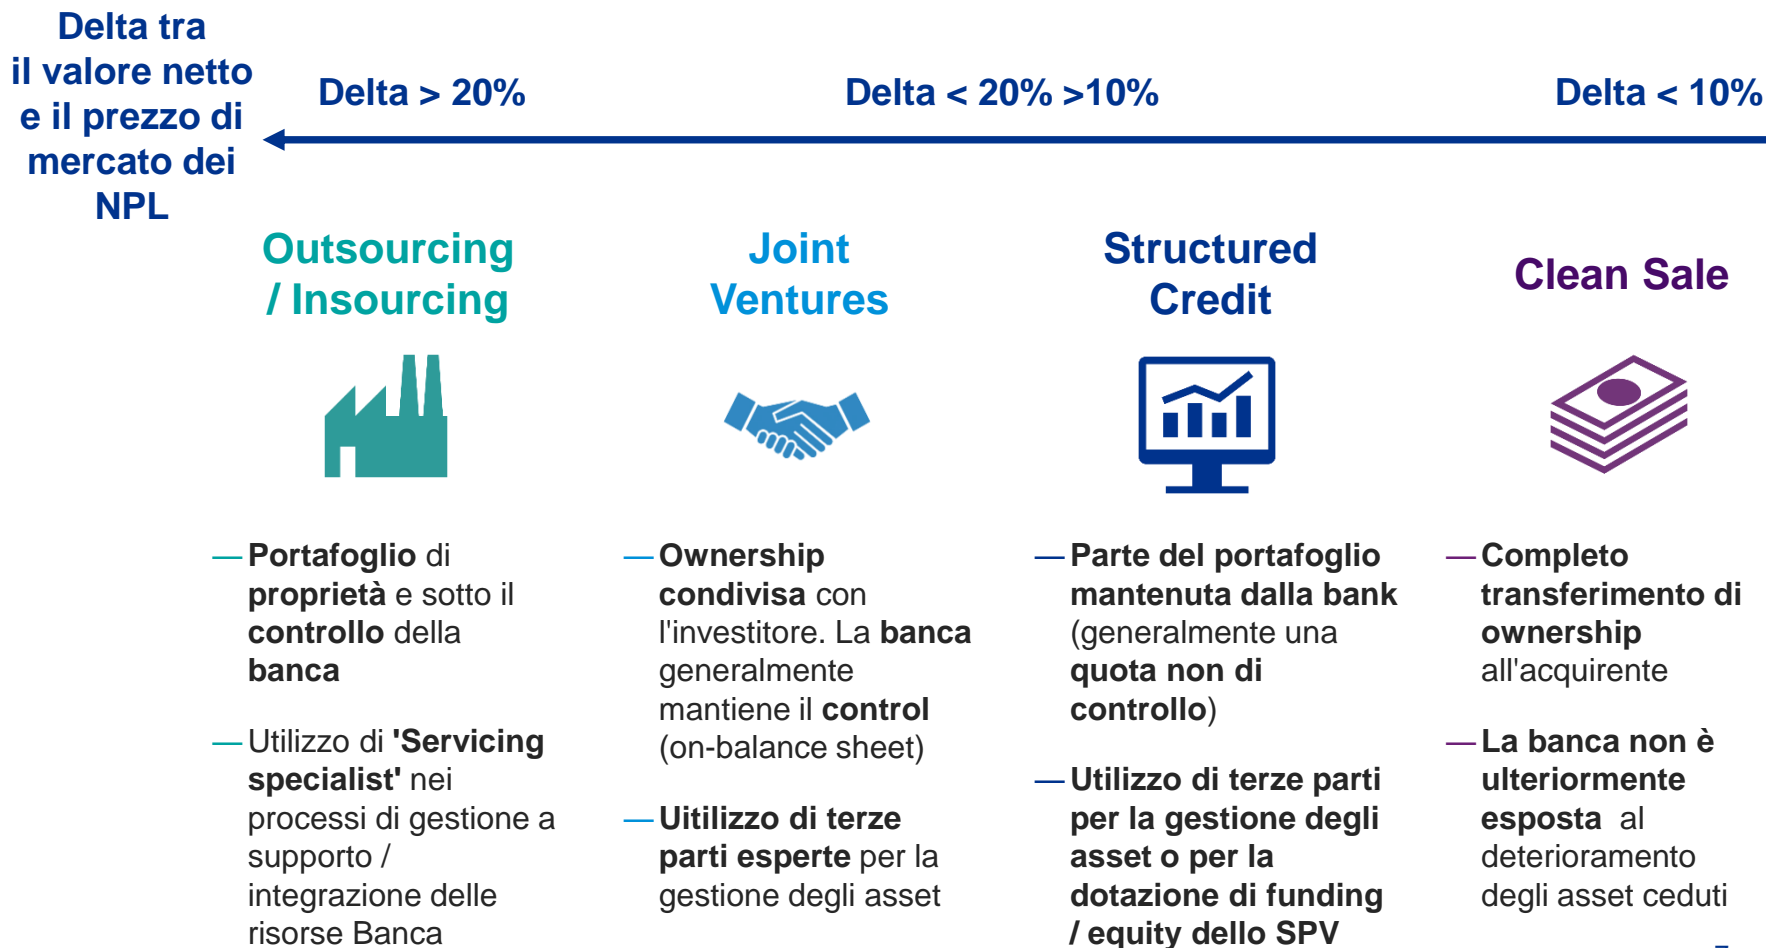 Delta tra
il valore netto
e il prezzo di
mercato dei
NPL
Delta > 20%
Delta < 20% >10%
Delta < 10%
Outsourcing
/ Insourcing
— Portafoglio di
proprietà e sotto il
controllo della
banca
— Utilizzo di 'Servicing
specialist' nei
processi di gestione a
supporto /
integrazione delle
risorse Banca
Joint
Ventures
— Ownership
condivisa con
l'investitore. La banca
generalmente
mantiene il control
(on-balance sheet)
— Uitilizzo di terze
parti esperte per la
gestione degli asset
Structured
Credit
— Parte del portafoglio
mantenuta dalla bank
(generalmente una
quota non di
controllo)
— Utilizzo di terze parti
per la gestione degli
asset o per la
dotazione di funding
/ equity dello SPV
Clean Sale
— Completo
transferimento di
ownership
all'acquirente
— La banca non è
ulteriormente
esposta al
deterioramento
degli asset ceduti